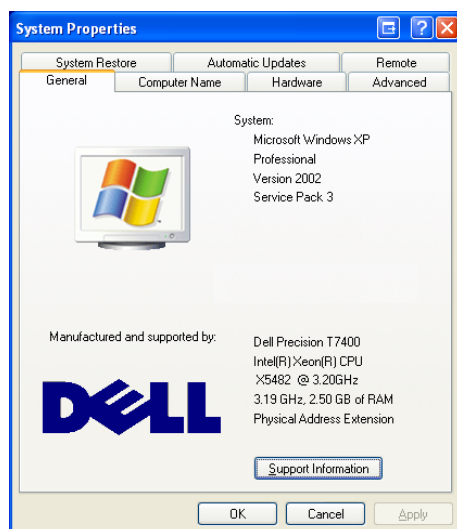 System Properties
System Restore
Automatic Updates
Remote
General
Computer Name
Hardware
Advanced
System:
Microsoft Windows XP
Professional
Version 2002
Service Pack 3
Manufactured and supported by:
Dell Precision T7400
Intel(R) Xeon(R) CPU
X5482 @ 3.20GHz
3.19 GHz, 2.50 GB of RAM
Physical Address Extension
DELL
Support Information
OK
Cancel
Apply